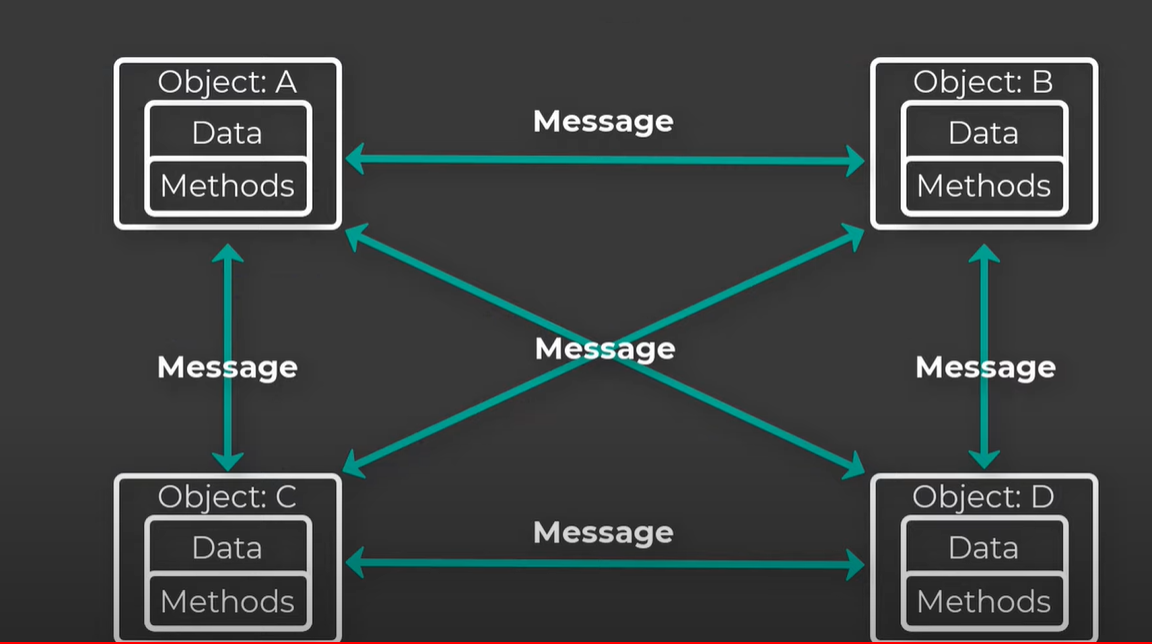 Object: A
Data
Methods
Message
Object: B
Data
Methods
Message
Message
Message
Object: C
Data
Methods
Message
Object: D
Data
Methods